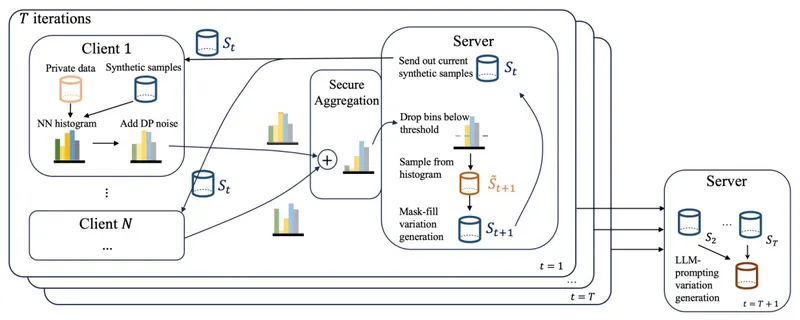 T iterations
Client 1
Private data
Synthetic samples
NN histogram
Add DP noise
⋮
Client N
...
S_t
S_t
Secure
Aggregation
+
Server
Send out current
synthetic samples
S_t
Drop bins below
threshold
Sample from
histogram
S̃_{t+1}
Mask-fill
variation
generation
S_{t+1}
t = 1
...
t = T
Server
...
S_2
S_T
LLM-
prompting
variation
generation
t = T + 1